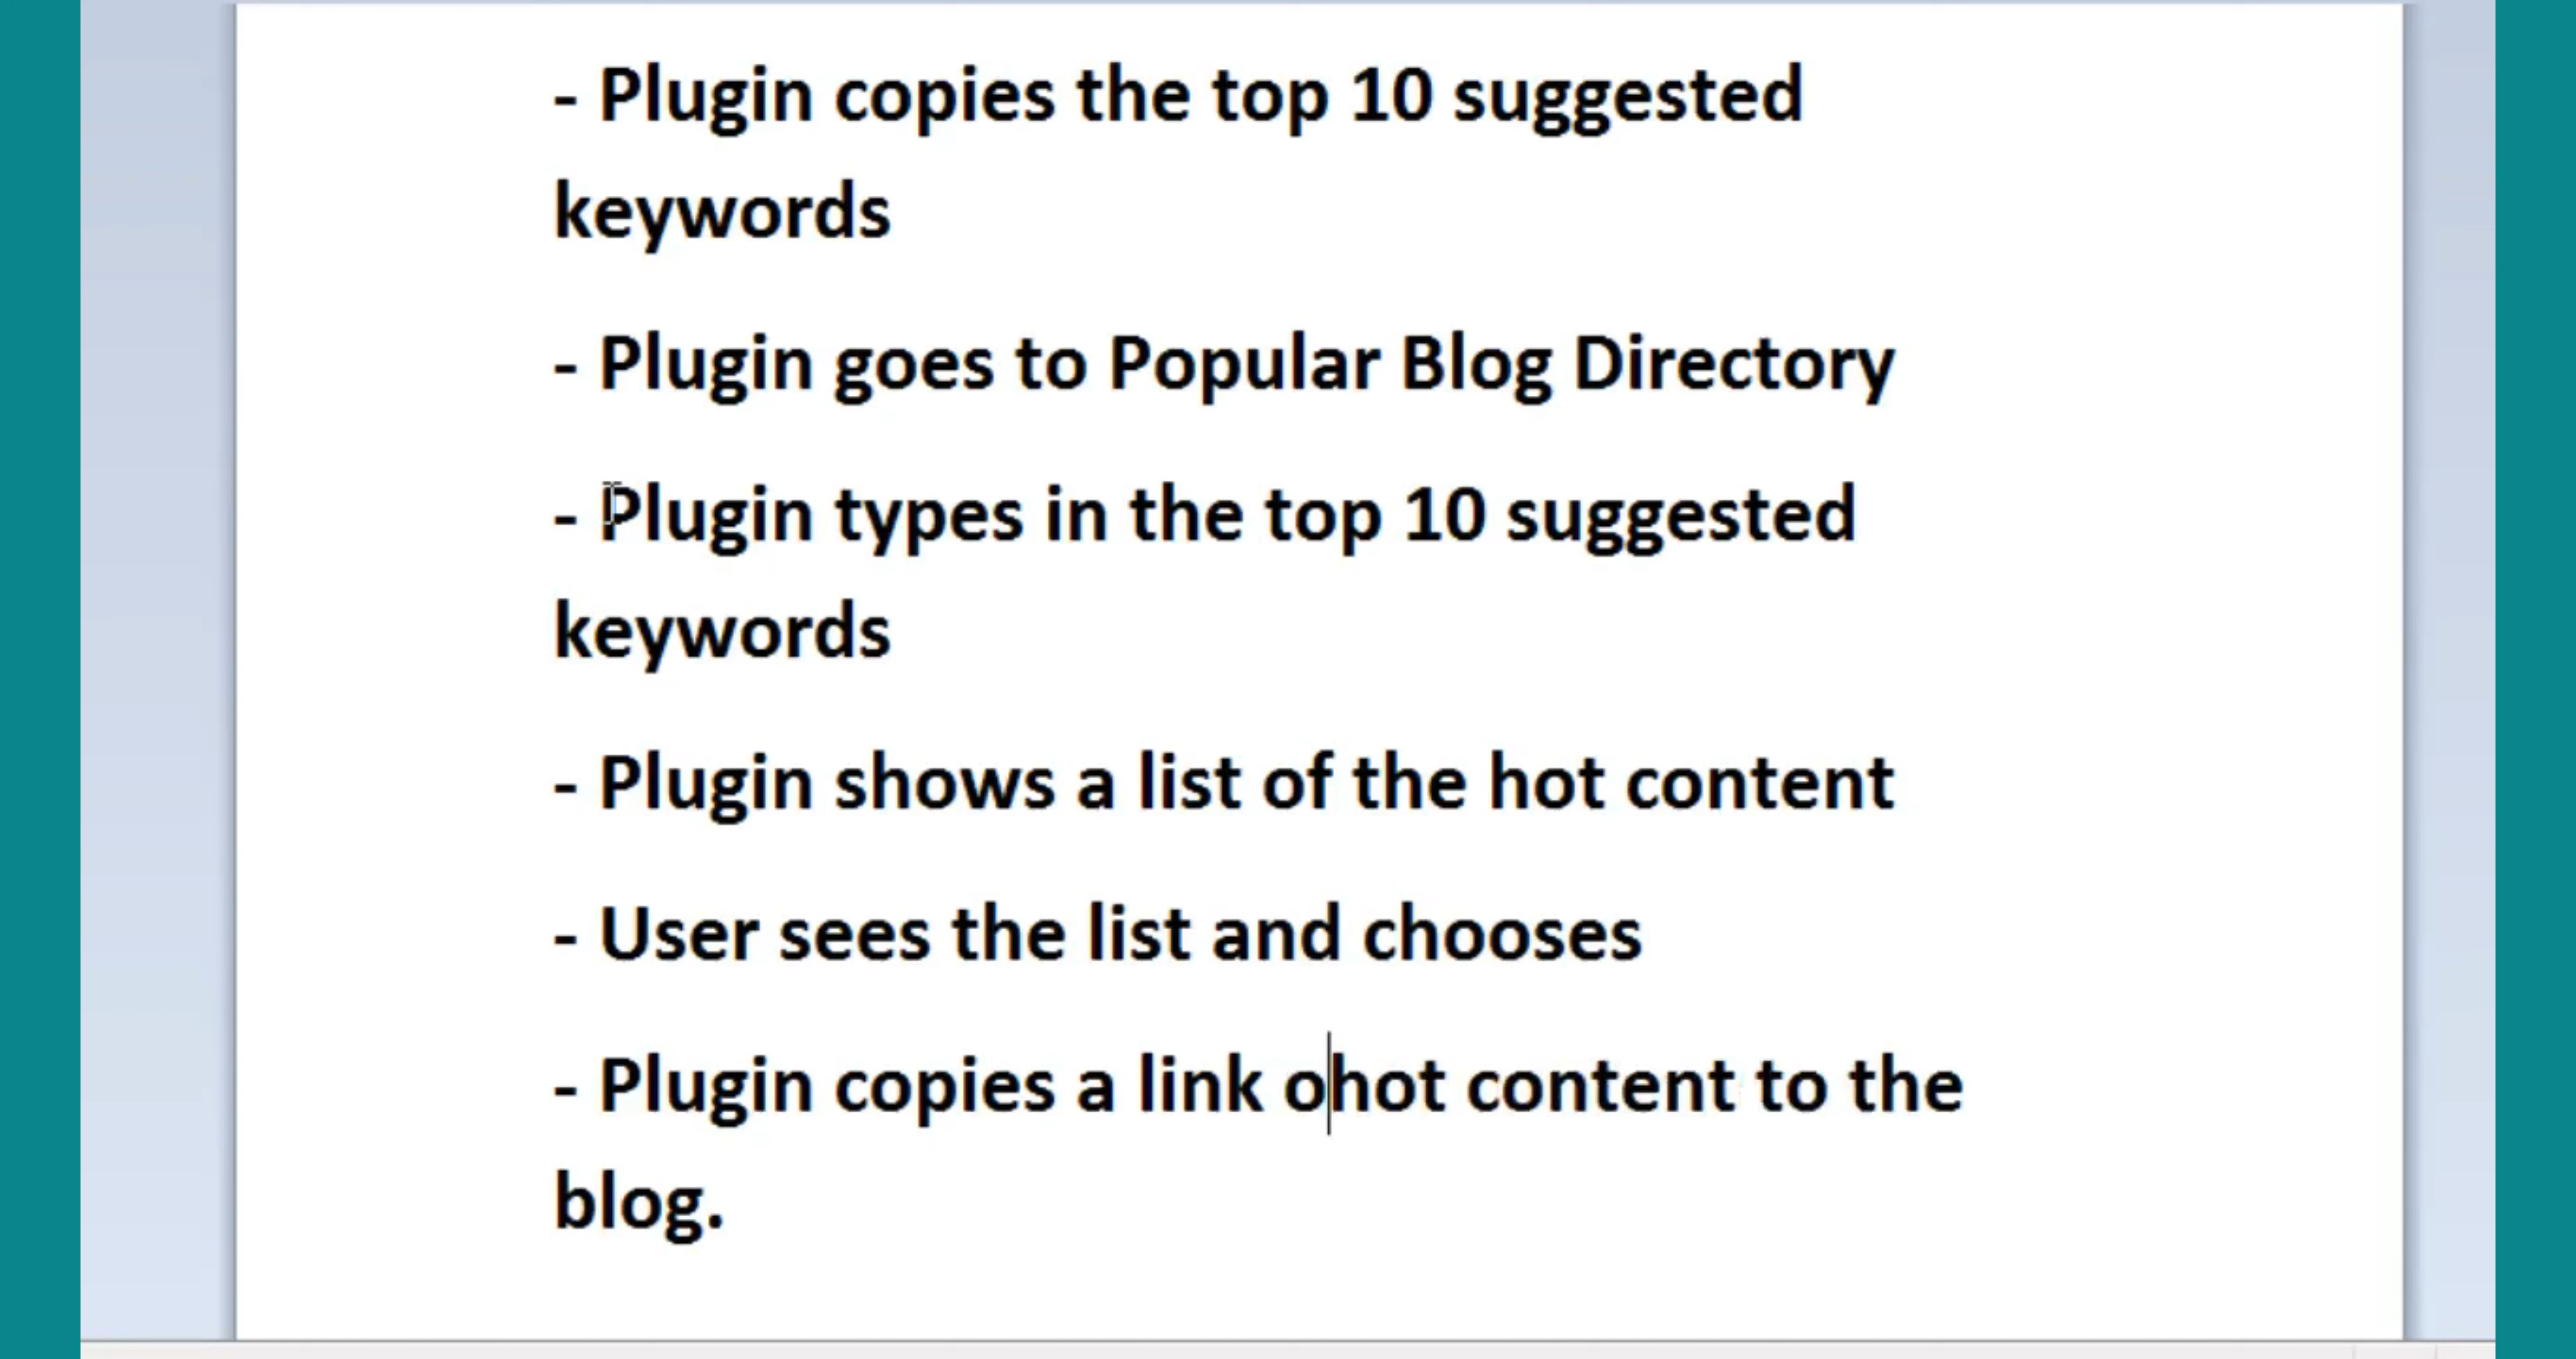 - Plugin copies the top 10 suggested
keywords
- Plugin goes to Popular Blog Directory
- Plugin types in the top 10 suggested
keywords
- Plugin shows a list of the hot content
- User sees the list and chooses
- Plugin copies a link ohot content to the
blog.